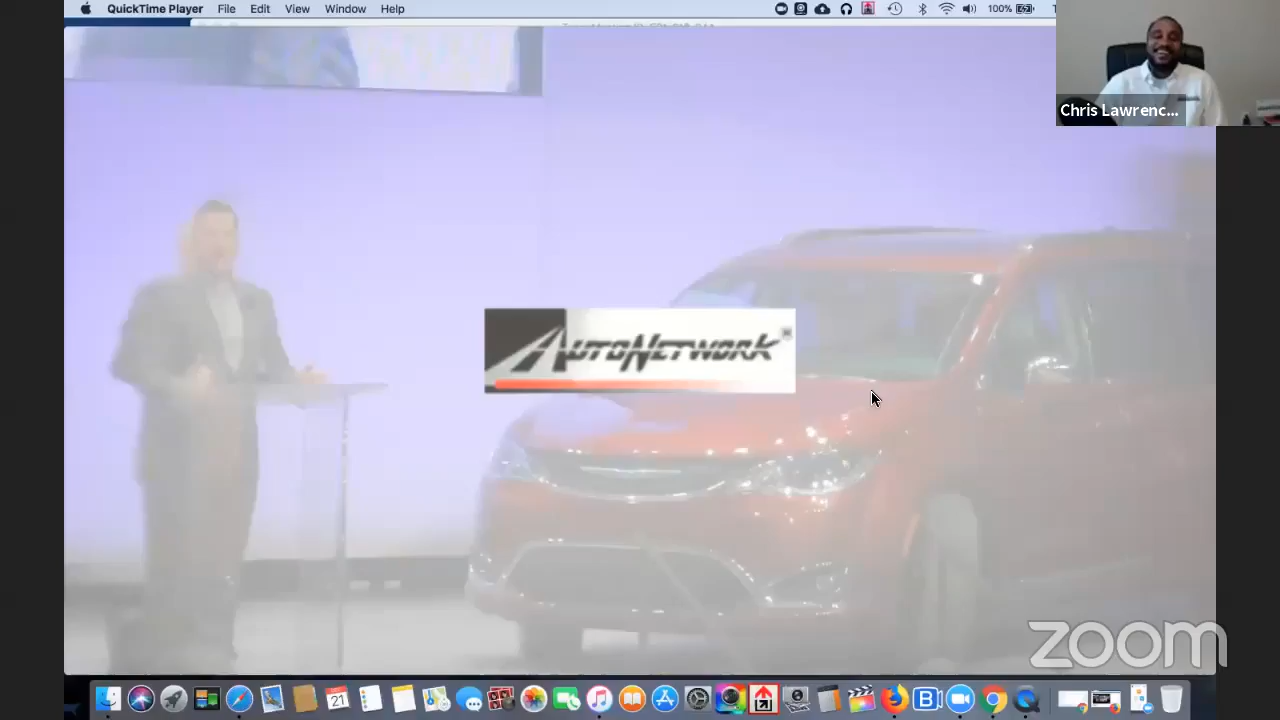 QuickTime Player File Edit View Window Help
100%
Chris Lawrenc...
AUTONETWORK
21
zoom